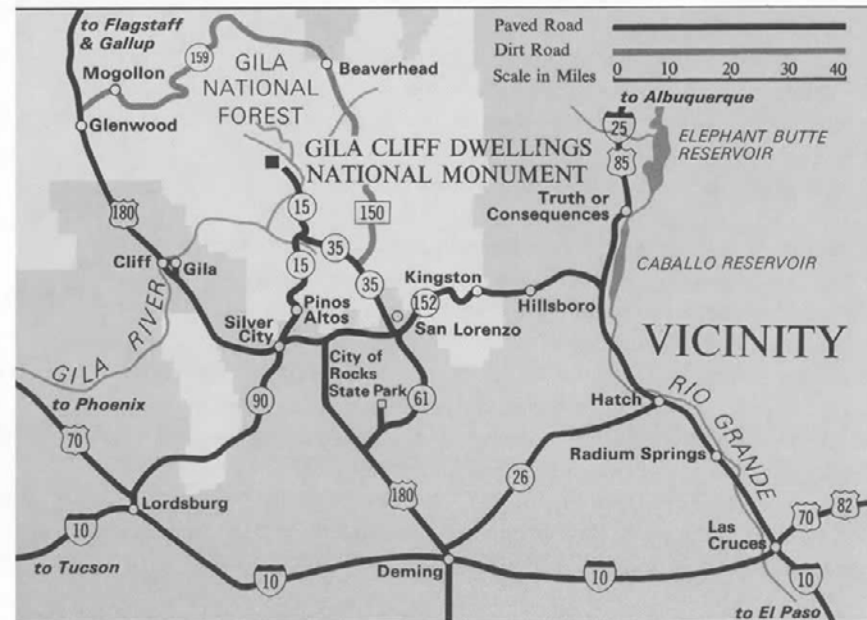 to Flagstaff
& Gallup
159
GILA
NATIONAL
FOREST
Mogollon
Beaverhead
Glenwood
Paved Road
Dirt Road
Scale in Miles
0 10 20 30 40
to Albuquerque
25
85
ELEPHANT BUTTE
RESERVOIR
GILA CLIFF DWELLINGS
NATIONAL MONUMENT
15
150
180
35
Truth or
Consequences
Cliff
Gila
15
35
CABALLO RESERVOIR
Kingston
152
Hillsboro
Pinos
Altos
San Lorenzo
Silver
City
VICINITY
GILA RIVER
City of
Rocks
State Park
61
90
to Phoenix
70
Hatch
RIO GRANDE
26
Radium Springs
180
Lordsburg
10
to Tucson
10
Deming
10
Las
Cruces
70
82
10
to El Paso